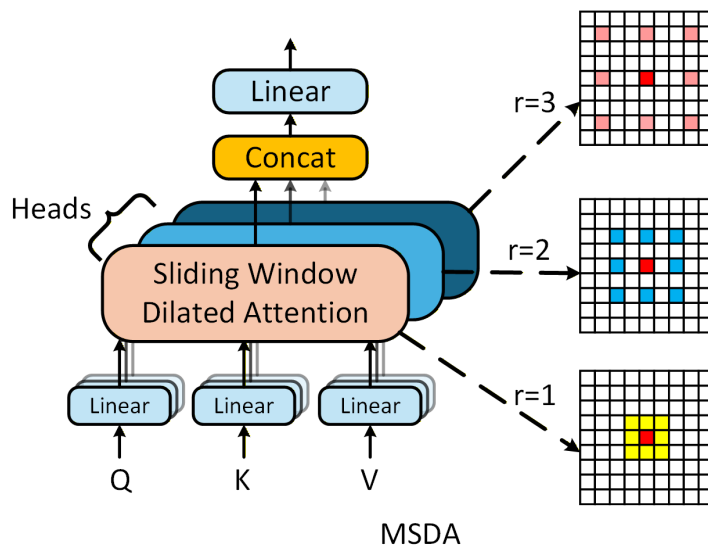 Linear
Concat
Heads
Sliding Window
Dilated Attention
Linear
Linear
Linear
Q
K
V
r=3
r=2
r=1
MSDA